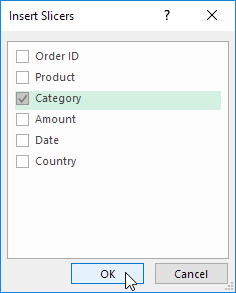 Insert Slicers ?
Order ID
Product
Category
Amount
Date
Country
OK Cancel